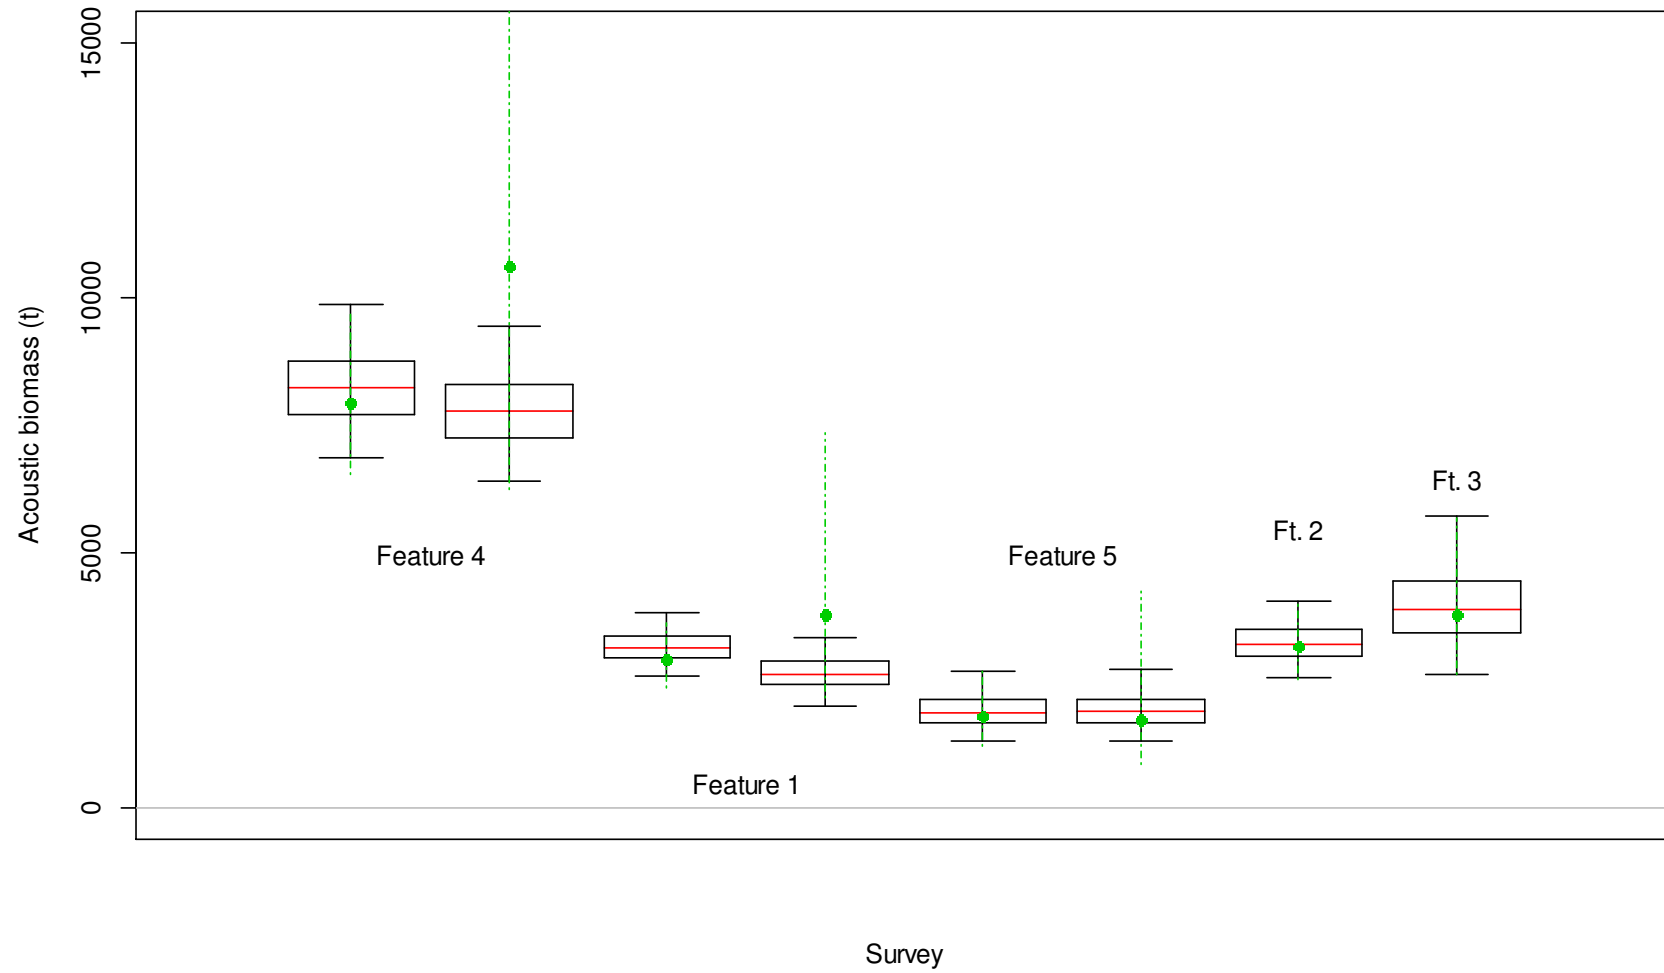 15000
10000
5000
0
Acoustic biomass (t)
Feature 4
Feature 1
Feature 5
Ft. 2
Ft. 3
Survey